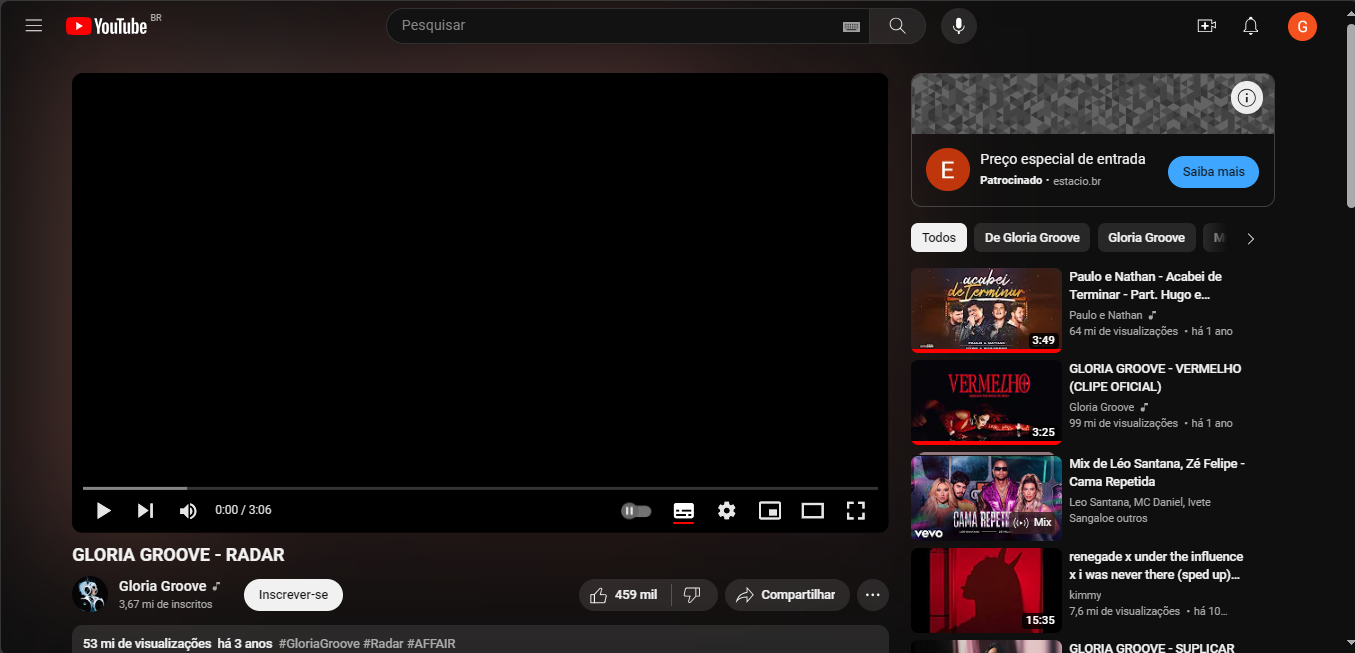 YouTube BR
Pesquisar
G
E
Preço especial de entrada
Patrocinado · estacio.br
Saiba mais
Todos
De Gloria Groove
Gloria Groove
acabei
de Terminar
PAULO E NATHAN
3:49
Paulo e Nathan - Acabei de
Terminar - Part. Hugo e...
Paulo e Nathan
64 mi de visualizações · há 1 ano
VERMELHO
3:25
GLORIA GROOVE - VERMELHO
(CLIPE OFICIAL)
Gloria Groove
99 mi de visualizações · há 1 ano
vevo
Mix
Mix de Léo Santana, Zé Felipe -
Cama Repetida
Leo Santana, MC Daniel, Ivete
Sangaloe outros
15:35
renegade x under the influence
x i was never there (sped up)...
kimmy
7,6 mi de visualizações · há 10...
GLORIA GROOVE - SUPLICAR
0:00 / 3:06
GLORIA GROOVE - RADAR
Gloria Groove
3,67 mi de inscritos
Inscrever-se
459 mil
Compartilhar
53 mi de visualizações há 3 anos #GloriaGroove #Radar #AFFAIR